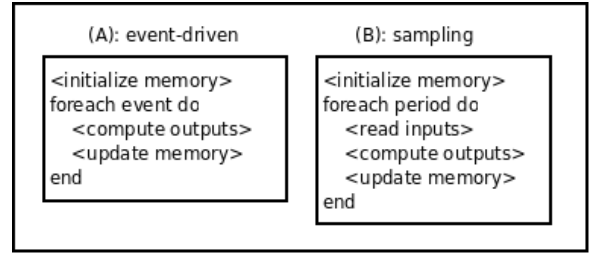 (A): event-driven
<initialize memory>
foreach event do
<compute outputs>
<update memory>
end
(B): sampling
<initialize memory>
foreach period do
<read inputs>
<compute outputs>
<update memory>
end